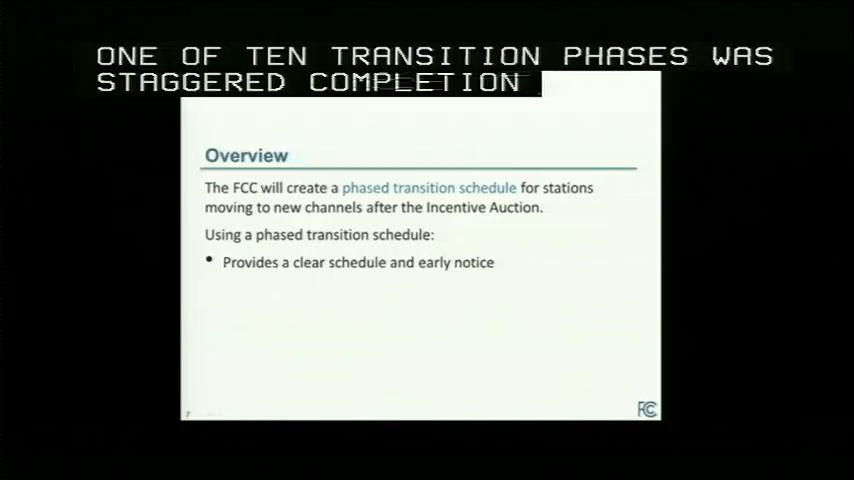 ONE OF TEN TRANSITION PHASES WAS
STAGGERED COMPLETION
Overview
The FCC will create a phased transition schedule for stations
moving to new channels after the Incentive Auction.
Using a phased transition schedule:
• Provides a clear schedule and early notice
7
FCC